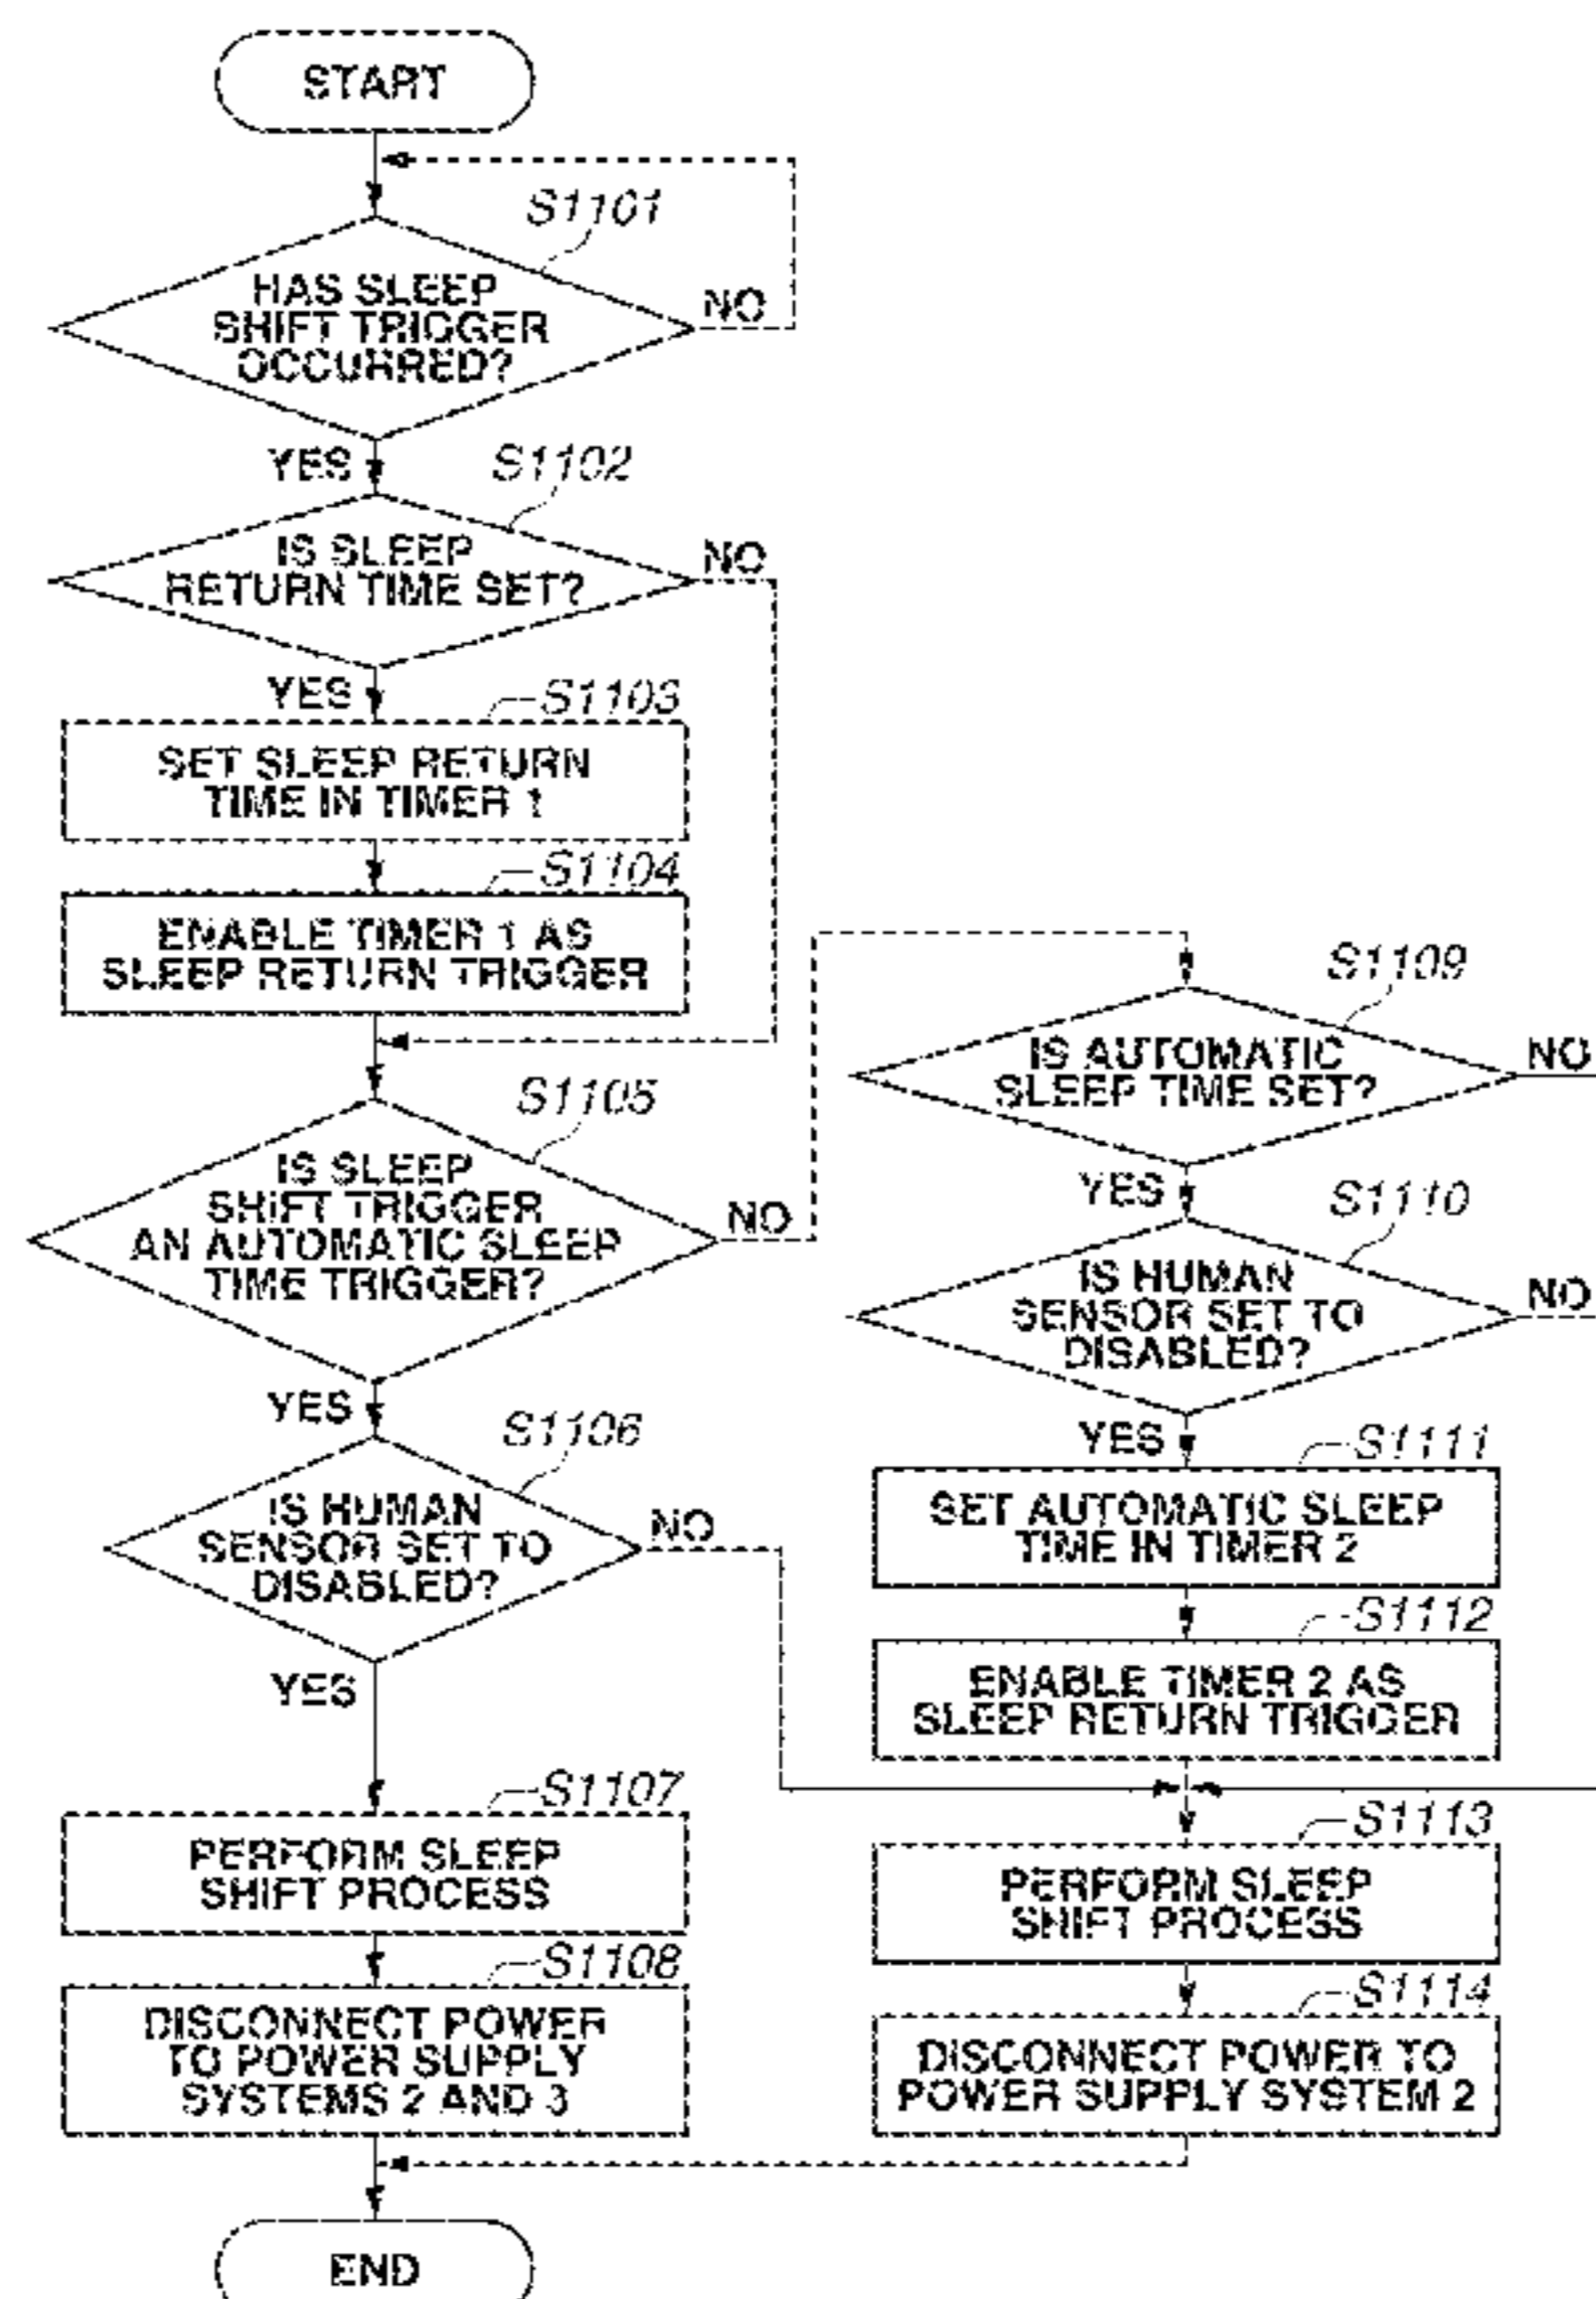 START
S1101
HAS SLEEP
SHIFT TRIGGER
OCCURRED?
NO
YES
S1102
IS SLEEP
RETURN TIME SET?
NO
YES
S1103
SET SLEEP RETURN
TIME IN TIMER 1
S1104
ENABLE TIMER 1 AS
SLEEP RETURN TRIGGER
S1105
IS SLEEP
SHIFT TRIGGER
AN AUTOMATIC SLEEP
TIME TRIGGER?
NO
YES
S1106
IS HUMAN
SENSOR SET TO
DISABLED?
NO
YES
S1107
PERFORM SLEEP
SHIFT PROCESS
S1108
DISCONNECT POWER
TO POWER SUPPLY
SYSTEMS 2 AND 3
S1109
IS AUTOMATIC
SLEEP TIME SET?
NO
YES
S1110
IS HUMAN
SENSOR SET TO
DISABLED?
NO
YES
S1111
SET AUTOMATIC SLEEP
TIME IN TIMER 2
S1112
ENABLE TIMER 2 AS
SLEEP RETURN TRIGGER
S1113
PERFORM SLEEP
SHIFT PROCESS
S1114
DISCONNECT POWER TO
POWER SUPPLY SYSTEM 2
END